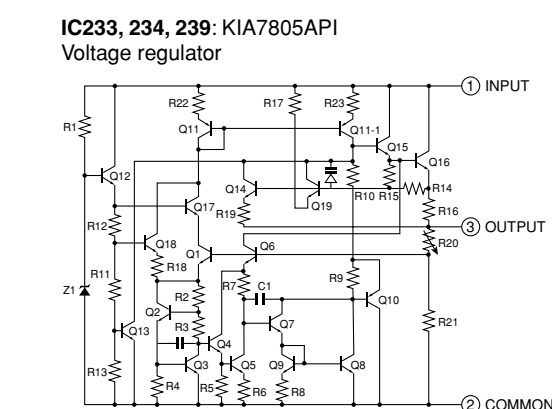 IC233, 234, 239: KIA7805API
Voltage regulator
1 INPUT
R22 R17 R23
R1 Q11 Q11-1
Q15
Q16
Q12 Q14 R10 R15 R14
Q19
R12 Q17 R19 R16
3 OUTPUT
Q18 Q1 Q6 R20
R18
R11 R7 C1 R9
Z1 R2 Q10
Q2 R3 Q7 R21
Q13 Q4
R13 Q3 Q5 Q9 Q8
R4 R5 R6 R8
2 COMMON